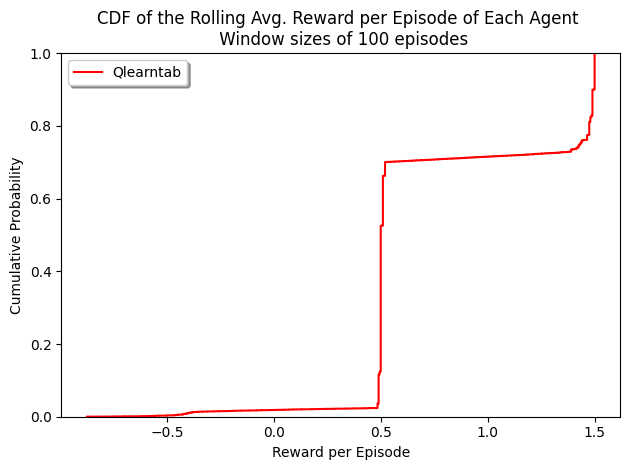 CDF of the Rolling Avg. Reward per Episode of Each Agent
Window sizes of 100 episodes
Qlearntab
Cumulative Probability
1.0
0.8
0.6
0.4
0.2
0.0
−0.5
0.0
0.5
1.0
1.5
Reward per Episode